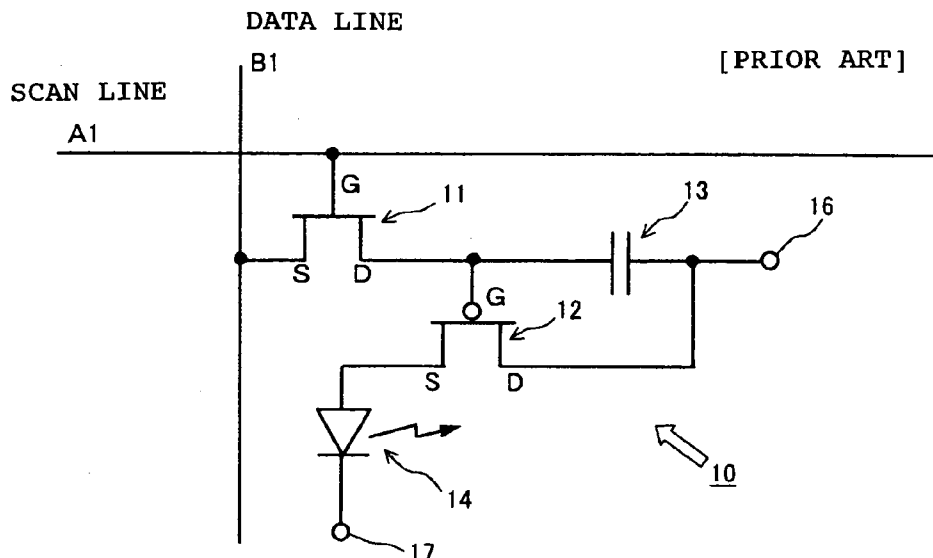 DATA LINE
B1
[PRIOR ART]
SCAN LINE
A1
G
11
13
16
S
D
G
12
S
D
14
10
17